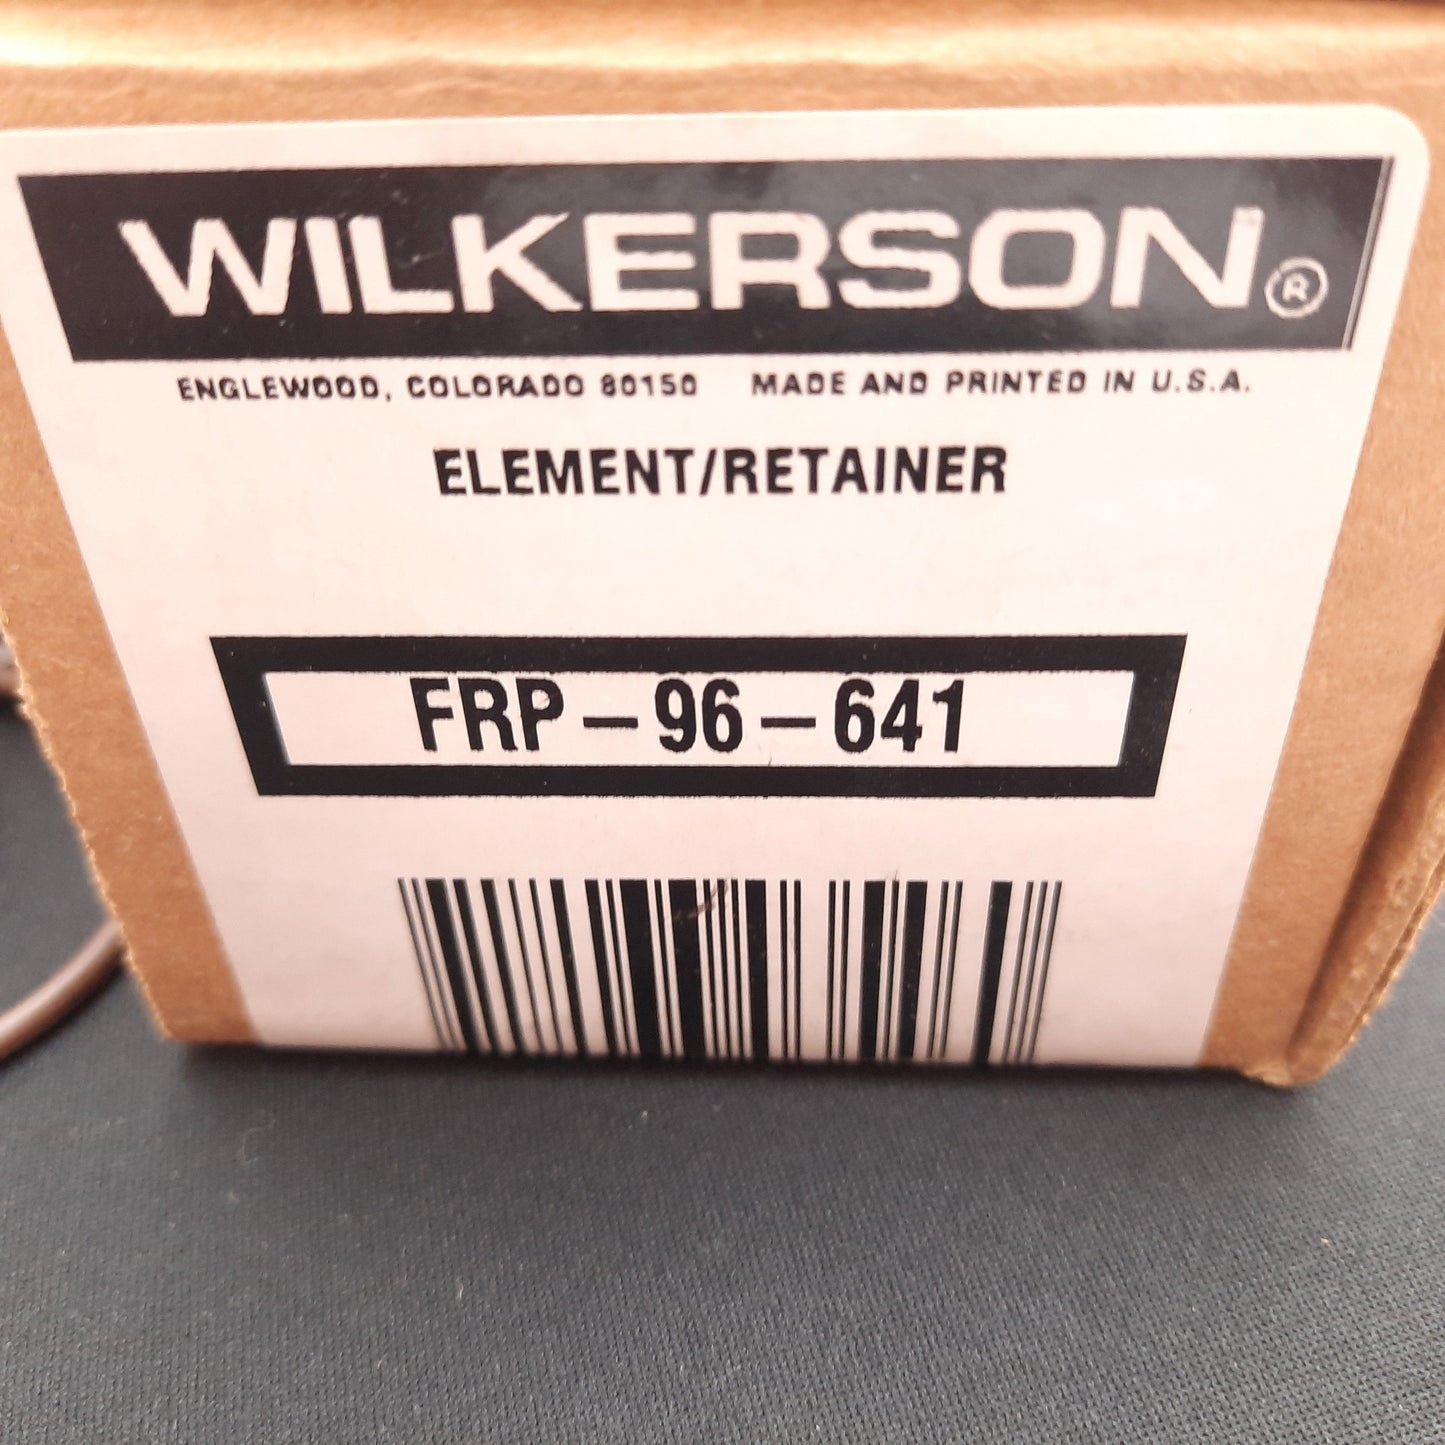 WILKERSON®
ENGLEWOOD, COLORADO 80150 MADE AND PRINTED IN U.S.A.
ELEMENT/RETAINER
FRP-96-641